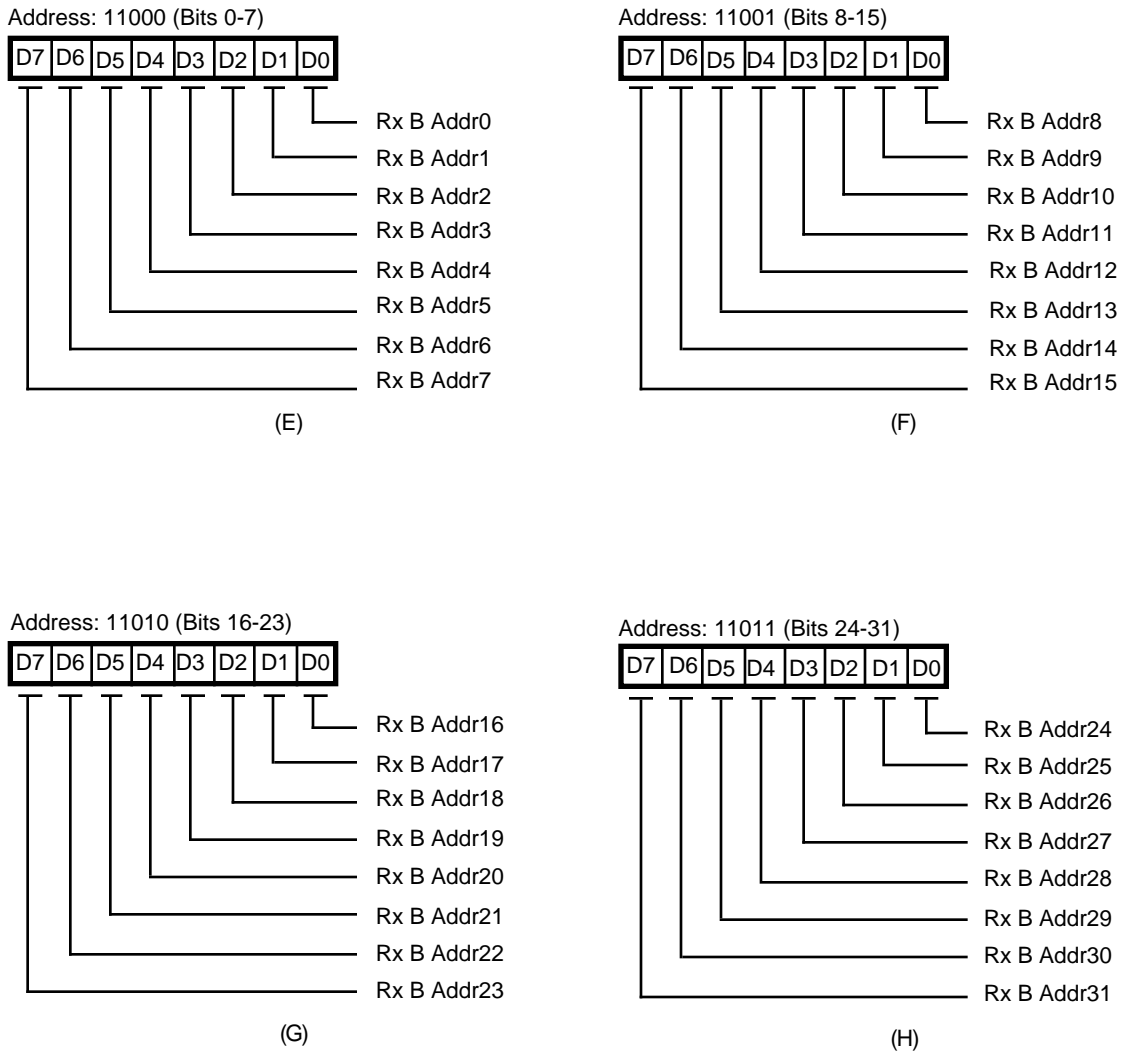 Address: 11000 (Bits 0-7)
D7 D6 D5 D4 D3 D2 D1 D0
Rx B Addr0
Rx B Addr1
Rx B Addr2
Rx B Addr3
Rx B Addr4
Rx B Addr5
Rx B Addr6
Rx B Addr7
(E)
Address: 11001 (Bits 8-15)
D7 D6 D5 D4 D3 D2 D1 D0
Rx B Addr8
Rx B Addr9
Rx B Addr10
Rx B Addr11
Rx B Addr12
Rx B Addr13
Rx B Addr14
Rx B Addr15
(F)
Address: 11010 (Bits 16-23)
D7 D6 D5 D4 D3 D2 D1 D0
Rx B Addr16
Rx B Addr17
Rx B Addr18
Rx B Addr19
Rx B Addr20
Rx B Addr21
Rx B Addr22
Rx B Addr23
(G)
Address: 11011 (Bits 24-31)
D7 D6 D5 D4 D3 D2 D1 D0
Rx B Addr24
Rx B Addr25
Rx B Addr26
Rx B Addr27
Rx B Addr28
Rx B Addr29
Rx B Addr30
Rx B Addr31
(H)